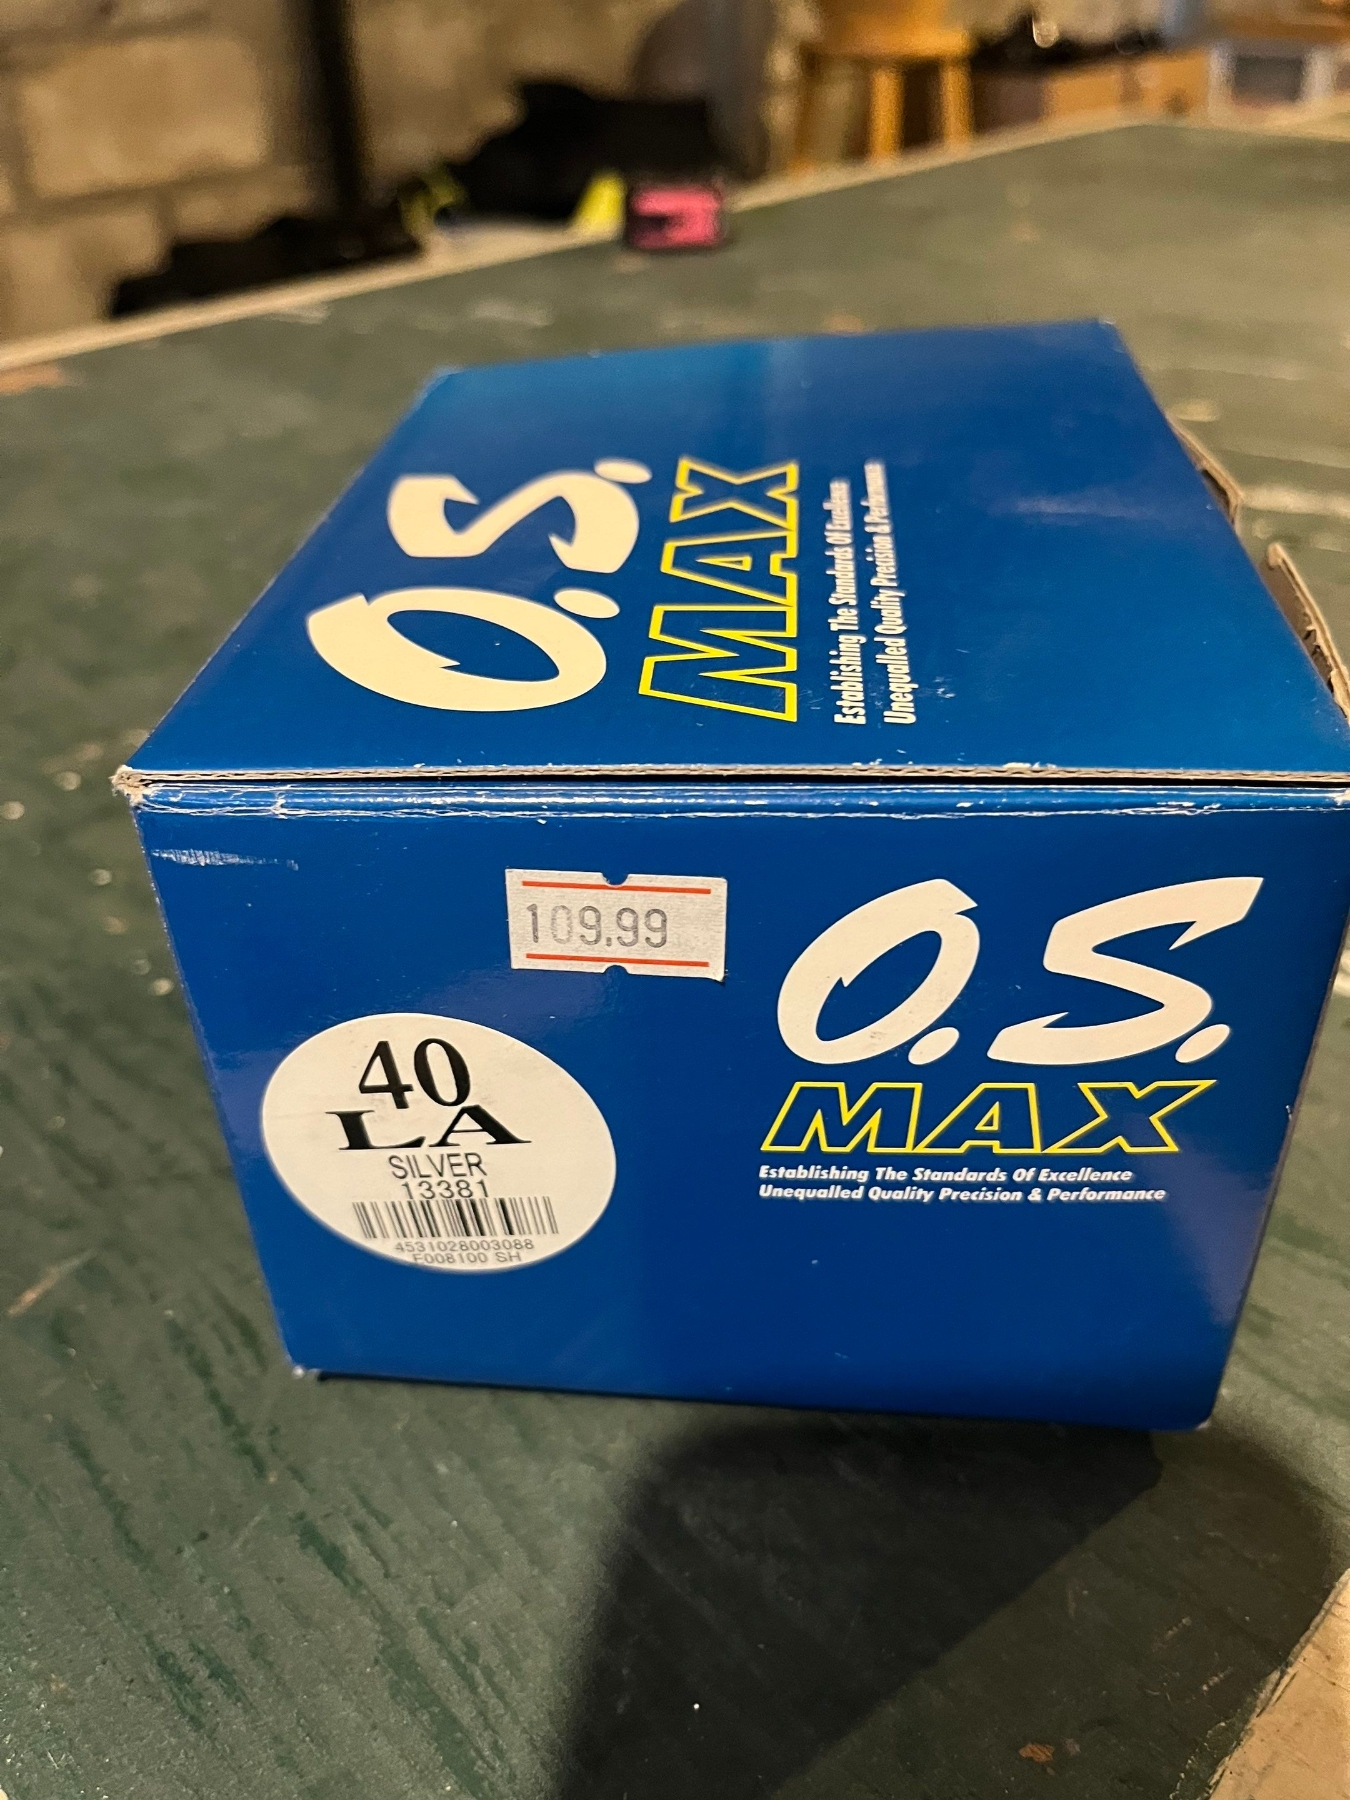 O.S.
MAX
Establishing The Standards Of Excellence
Unequalled Quality Precision & Performance
109.99
40
LA
SILVER
13381
4531028003088
F008100 SH
O.S.
MAX
Establishing The Standards Of Excellence
Unequalled Quality Precision & Performance